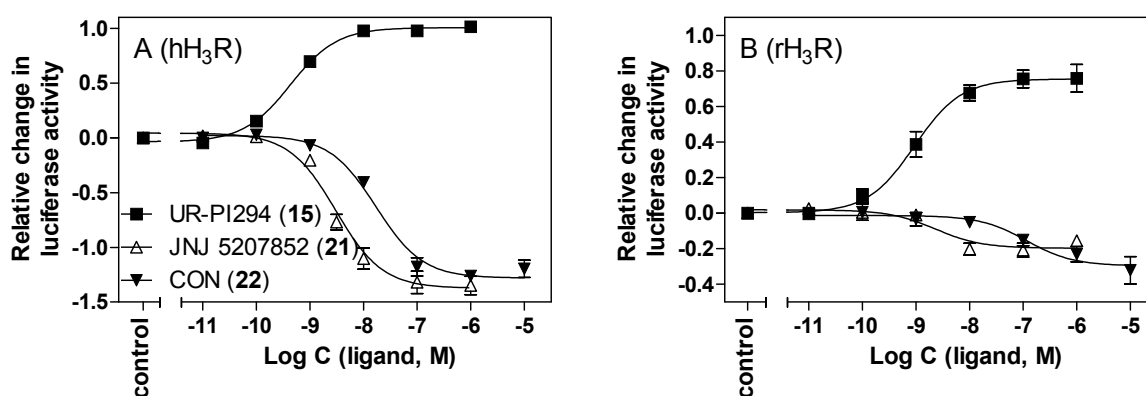 A (hH3R)
Relative change in
luciferase activity
1.0
0.5
0.0
-0.5
-1.0
-1.5
UR-PI294 (15)
JNJ 5207852 (21)
CON (22)
control
-11 -10 -9 -8 -7 -6 -5
Log C (ligand, M)
B (rH3R)
Relative change in
luciferase activity
0.8
0.6
0.4
0.2
0.0
-0.2
-0.4
control
-11 -10 -9 -8 -7 -6 -5
Log C (ligand, M)